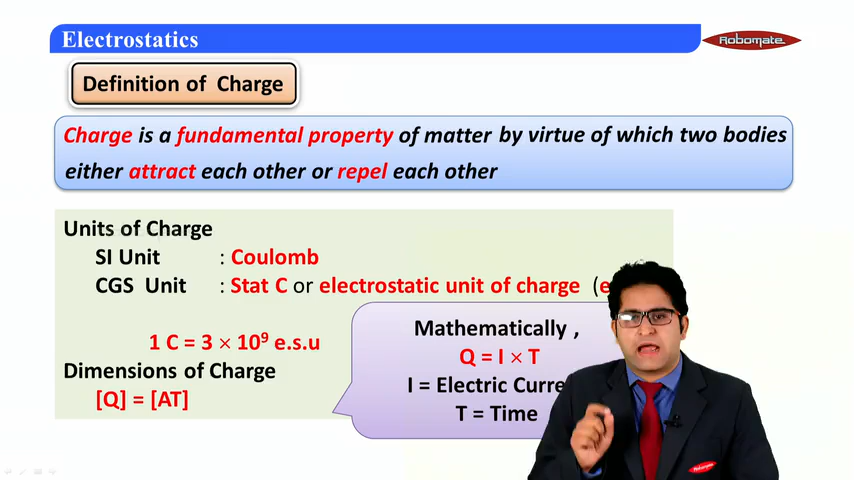 Electrostatics
Robomate
Definition of Charge
Charge is a fundamental property of matter by virtue of which two bodies
either attract each other or repel each other
Units of Charge
SI Unit : Coulomb
CGS Unit : Stat C or electrostatic unit of charge (e
1 C = 3 × 10⁹ e.s.u
Dimensions of Charge
[Q] = [AT]
Mathematically ,
Q = I × T
I = Electric Curre
T = Time
Robomate